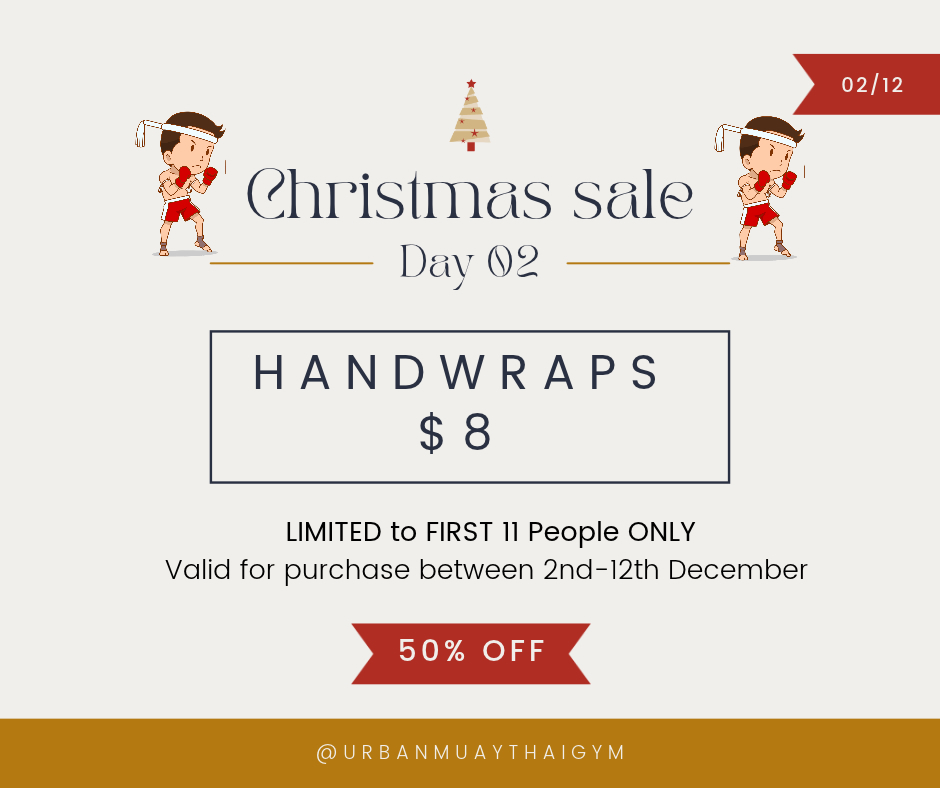 02/12
Christmas sale
Day 02
HANDWRAPS
$8
LIMITED to FIRST 11 People ONLY
Valid for purchase between 2nd-12th December
50% OFF
@URBANMUAYTHAIGYM